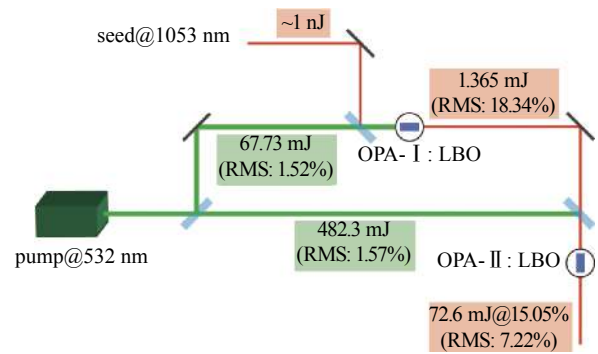 ~1 nJ
seed@1053 nm
1.365 mJ
(RMS: 18.34%)
67.73 mJ
(RMS: 1.52%)
OPA-Ⅰ: LBO
482.3 mJ
(RMS: 1.57%)
pump@532 nm
OPA-Ⅱ: LBO
72.6 mJ@15.05%
(RMS: 7.22%)